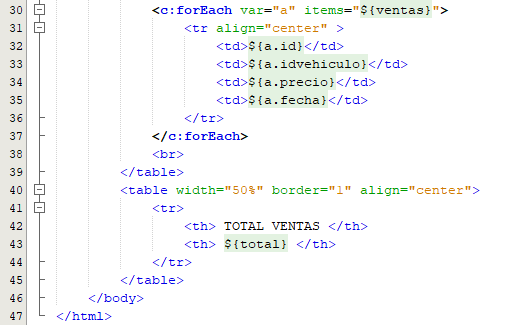 30 <c:forEach var="a" items="${ventas}">
31 <tr align="center" >
32 <td>${a.id}</td>
33 <td>${a.idvehiculo}</td>
34 <td>${a.precio}</td>
35 <td>${a.fecha}</td>
36 </tr>
37 </c:forEach>
38 <br>
39 </table>
40 <table width="50%" border="1" align="center">
41 <tr>
42 <th> TOTAL VENTAS </th>
43 <th> ${total} </th>
44 </tr>
45 </table>
46 </body>
47 </html>